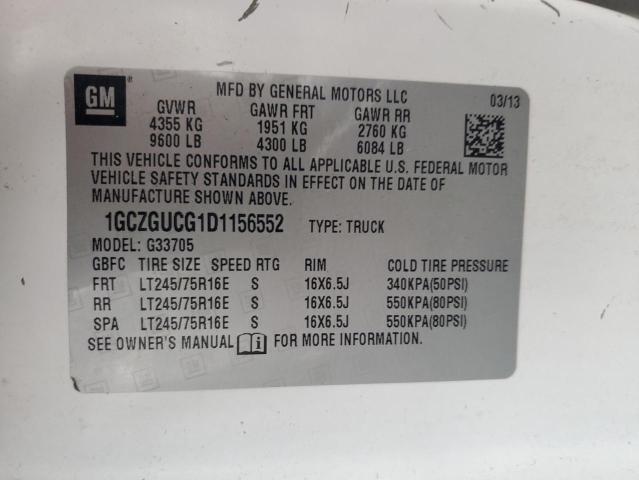 GM
MFD BY GENERAL MOTORS LLC 03/13
GVWR GAWR FRT GAWR RR
4355 KG 1951 KG 2760 KG
9600 LB 4300 LB 6084 LB
THIS VEHICLE CONFORMS TO ALL APPLICABLE U.S. FEDERAL MOTOR
VEHICLE SAFETY STANDARDS IN EFFECT ON THE DATE OF
MANUFACTURE SHOWN ABOVE.
1GCZGUCG1D1156552 TYPE: TRUCK
MODEL: G33705
GBFC TIRE SIZE SPEED RTG RIM COLD TIRE PRESSURE
FRT LT245/75R16E S 16X6.5J 340KPA(50PSI)
RR LT245/75R16E S 16X6.5J 550KPA(80PSI)
SPA LT245/75R16E S 16X6.5J 550KPA(80PSI)
SEE OWNER'S MANUAL FOR MORE INFORMATION.